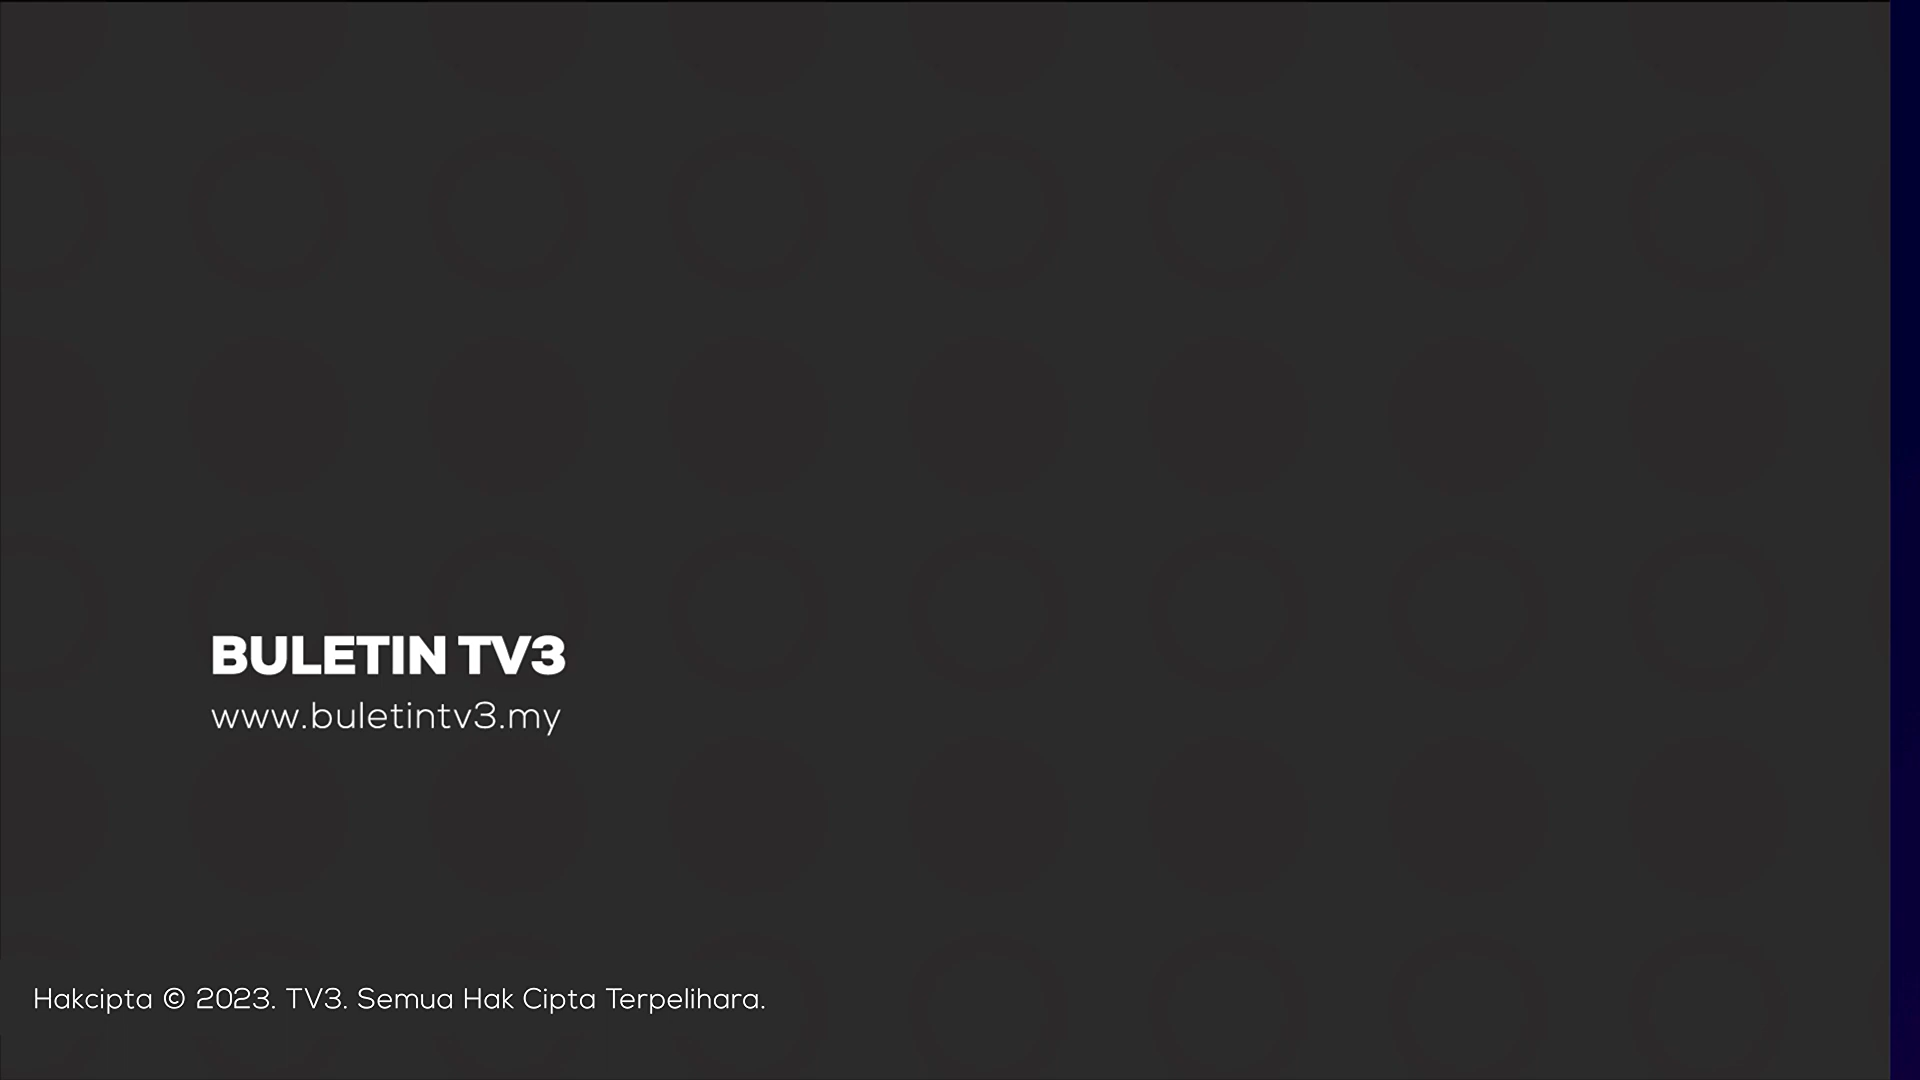 BULETIN TV3
www.buletintv3.my
Hakcipta © 2023. TV3. Semua Hak Cipta Terpelihara.